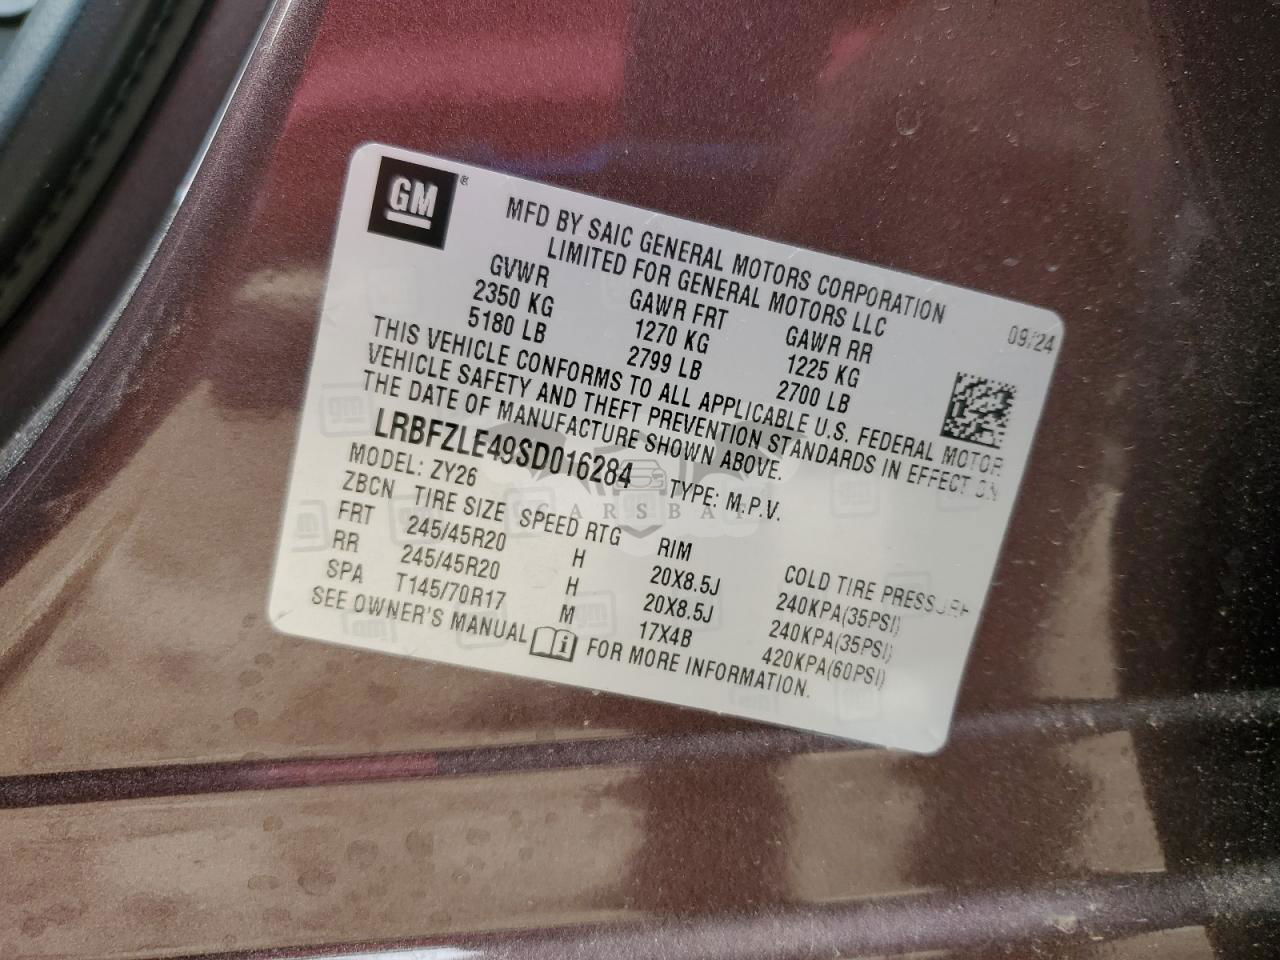 GM ®
MFD BY SAIC GENERAL MOTORS CORPORATION
LIMITED FOR GENERAL MOTORS LLC
GVWR GAWR FRT GAWR RR 09/24
2350 KG 1270 KG 1225 KG
5180 LB 2799 LB 2700 LB
THIS VEHICLE CONFORMS TO ALL APPLICABLE U.S. FEDERAL MOTOR
VEHICLE SAFETY AND THEFT PREVENTION STANDARDS IN EFFECT ON
THE DATE OF MANUFACTURE SHOWN ABOVE.
LRBFZLE49SD016284 TYPE: M.P.V.
MODEL: ZY26
ZBCN TIRE SIZE SPEED RTG RIM COLD TIRE PRESSURE
FRT 245/45R20 H 20X8.5J 240KPA(35PSI)
RR 245/45R20 H 20X8.5J 240KPA(35PSI)
SPA T145/70R17 M 17X4B 420KPA(60PSI)
SEE OWNER'S MANUAL FOR MORE INFORMATION.